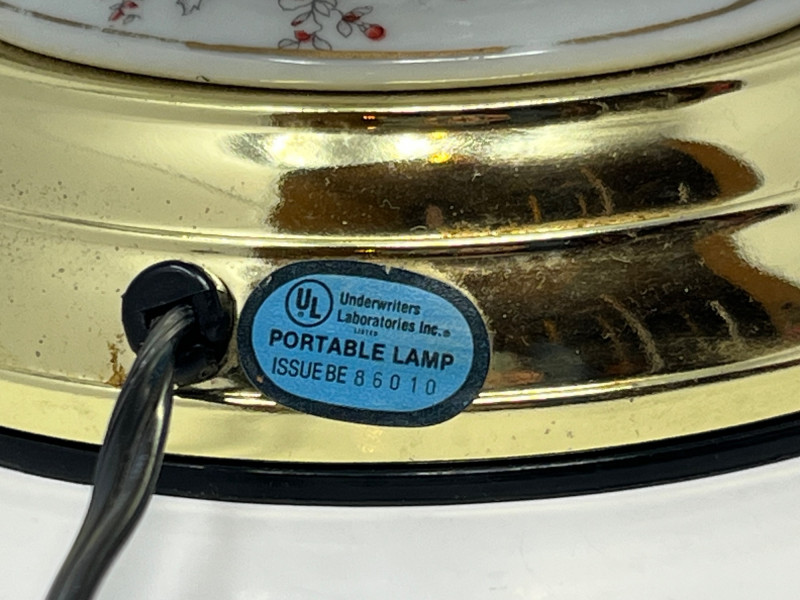 UL
Underwriters
Laboratories Inc.®
LISTED
PORTABLE LAMP
ISSUE BE 86010